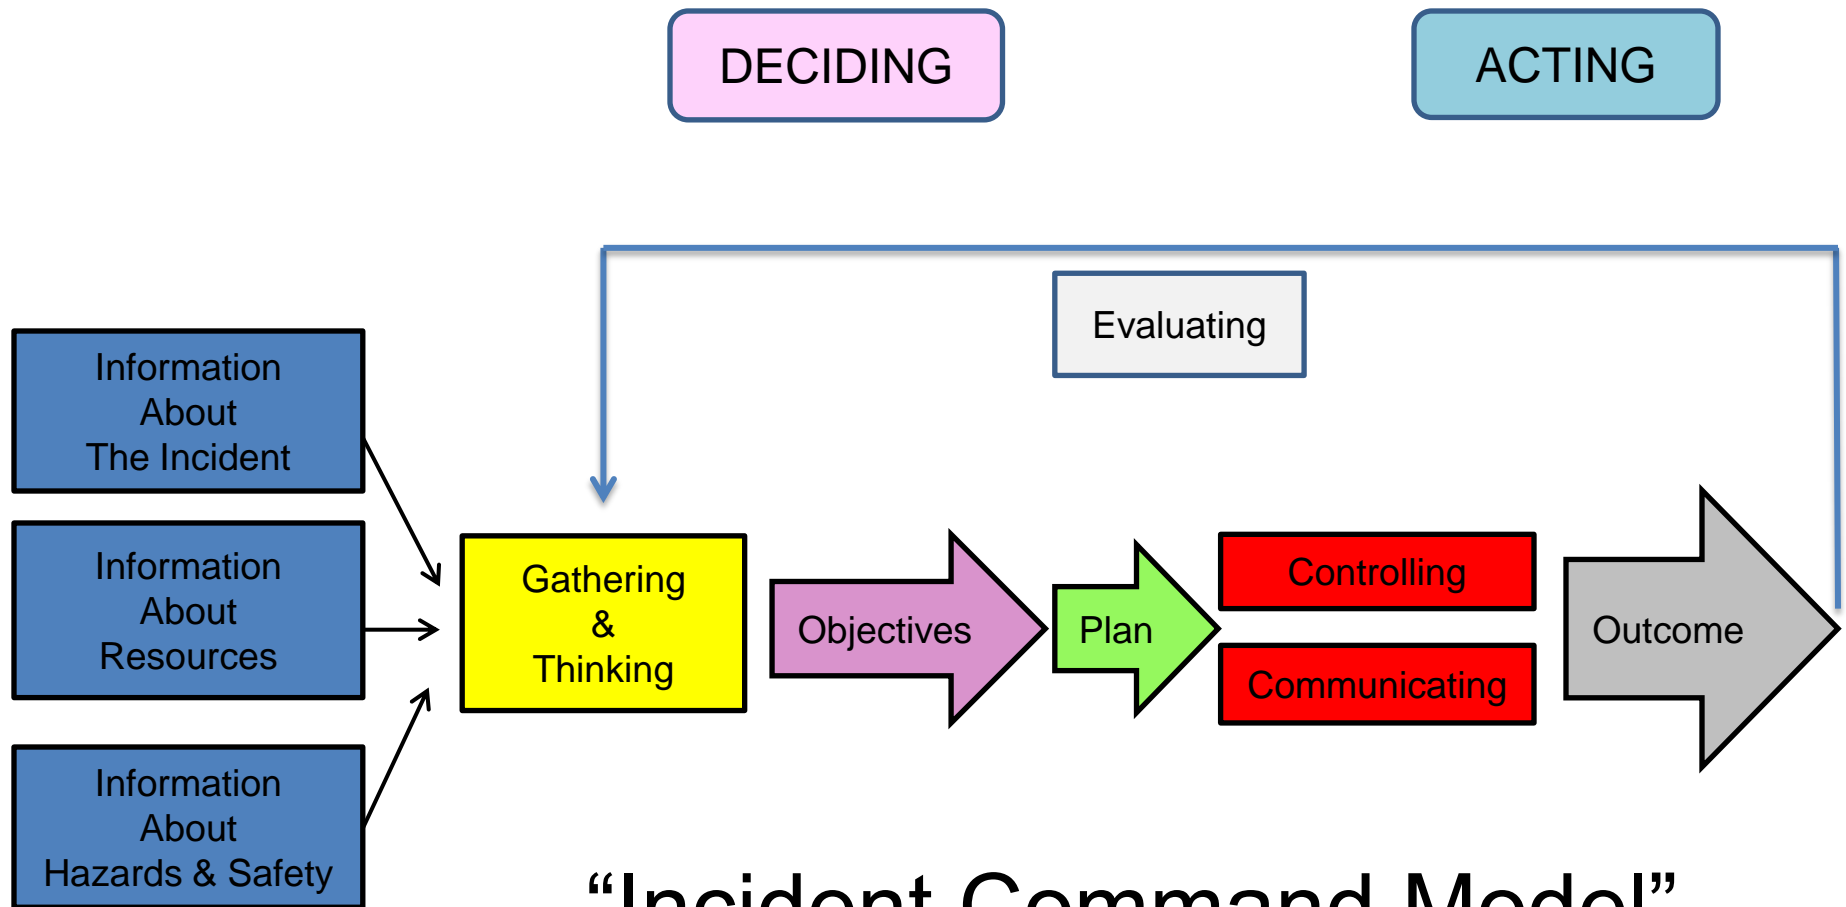 DECIDING
ACTING
Evaluating
Information
About
The Incident
Information
About
Resources
Information
About
Hazards & Safety
Gathering
&
Thinking
Objectives
Plan
Controlling
Communicating
Outcome
“Incident Command Model”